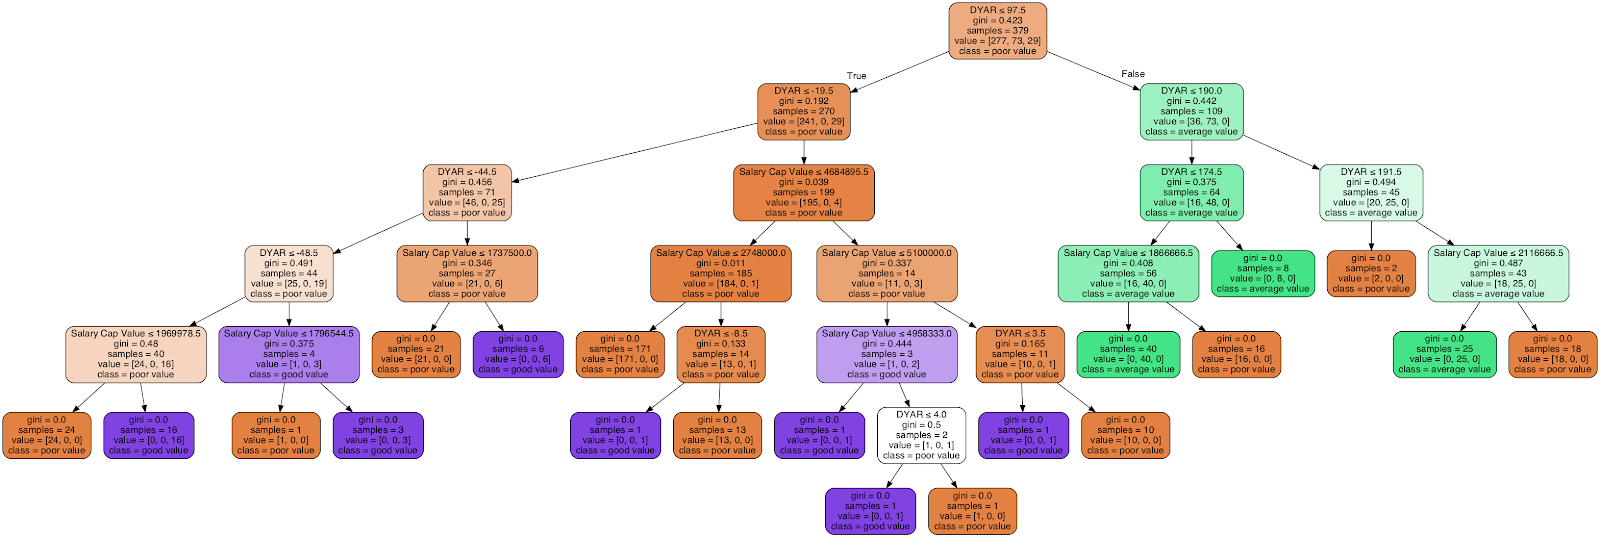 DYAR ≤ 97.5
gini = 0.423
samples = 379
value = [277, 73, 29]
class = poor value
True
False
DYAR ≤ -19.5
gini = 0.192
samples = 270
value = [241, 0, 29]
class = poor value
DYAR ≤ 190.0
gini = 0.442
samples = 109
value = [36, 73, 0]
class = average value
DYAR ≤ -44.5
gini = 0.456
samples = 71
value = [46, 0, 25]
class = poor value
Salary Cap Value ≤ 4684895.5
gini = 0.039
samples = 199
value = [195, 0, 4]
class = poor value
DYAR ≤ 174.5
gini = 0.375
samples = 64
value = [16, 48, 0]
class = average value
DYAR ≤ 191.5
gini = 0.494
samples = 45
value = [20, 25, 0]
class = average value
DYAR ≤ -48.5
gini = 0.491
samples = 44
value = [25, 0, 19]
class = poor value
Salary Cap Value ≤ 1737500.0
gini = 0.346
samples = 27
value = [21, 0, 6]
class = poor value
Salary Cap Value ≤ 2748000.0
gini = 0.011
samples = 185
value = [184, 0, 1]
class = poor value
Salary Cap Value ≤ 5100000.0
gini = 0.337
samples = 14
value = [11, 0, 3]
class = poor value
Salary Cap Value ≤ 1866666.5
gini = 0.408
samples = 56
value = [16, 40, 0]
class = average value
gini = 0.0
samples = 8
value = [0, 8, 0]
class = average value
gini = 0.0
samples = 2
value = [2, 0, 0]
class = poor value
Salary Cap Value ≤ 2116666.5
gini = 0.487
samples = 43
value = [18, 25, 0]
class = average value
Salary Cap Value ≤ 1969978.5
gini = 0.48
samples = 40
value = [24, 0, 16]
class = poor value
Salary Cap Value ≤ 1796544.5
gini = 0.375
samples = 4
value = [1, 0, 3]
class = good value
gini = 0.0
samples = 21
value = [21, 0, 0]
class = poor value
gini = 0.0
samples = 6
value = [0, 0, 6]
class = good value
gini = 0.0
samples = 171
value = [171, 0, 0]
class = poor value
DYAR ≤ -8.5
gini = 0.133
samples = 14
value = [13, 0, 1]
class = poor value
Salary Cap Value ≤ 4958333.0
gini = 0.444
samples = 3
value = [1, 0, 2]
class = good value
DYAR ≤ 3.5
gini = 0.165
samples = 11
value = [10, 0, 1]
class = poor value
gini = 0.0
samples = 40
value = [0, 40, 0]
class = average value
gini = 0.0
samples = 16
value = [16, 0, 0]
class = poor value
gini = 0.0
samples = 25
value = [0, 25, 0]
class = average value
gini = 0.0
samples = 18
value = [18, 0, 0]
class = poor value
gini = 0.0
samples = 24
value = [24, 0, 0]
class = poor value
gini = 0.0
samples = 16
value = [0, 0, 16]
class = good value
gini = 0.0
samples = 1
value = [1, 0, 0]
class = poor value
gini = 0.0
samples = 3
value = [0, 0, 3]
class = good value
gini = 0.0
samples = 1
value = [0, 0, 1]
class = good value
gini = 0.0
samples = 13
value = [13, 0, 0]
class = poor value
gini = 0.0
samples = 1
value = [0, 0, 1]
class = good value
DYAR ≤ 4.0
gini = 0.5
samples = 2
value = [1, 0, 1]
class = poor value
gini = 0.0
samples = 1
value = [0, 0, 1]
class = good value
gini = 0.0
samples = 10
value = [10, 0, 0]
class = poor value
gini = 0.0
samples = 1
value = [0, 0, 1]
class = good value
gini = 0.0
samples = 1
value = [1, 0, 0]
class = poor value